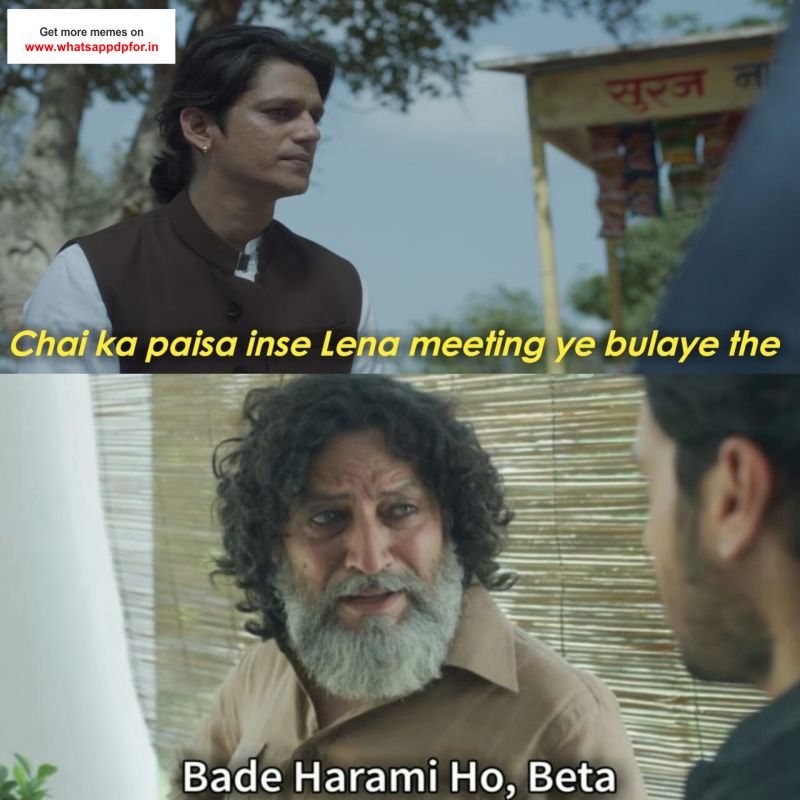 Get more memes on
www.whatsappdpfor.in
सुरज
Chai ka paisa inse Lena meeting ye bulaye the
Bade Harami Ho, Beta